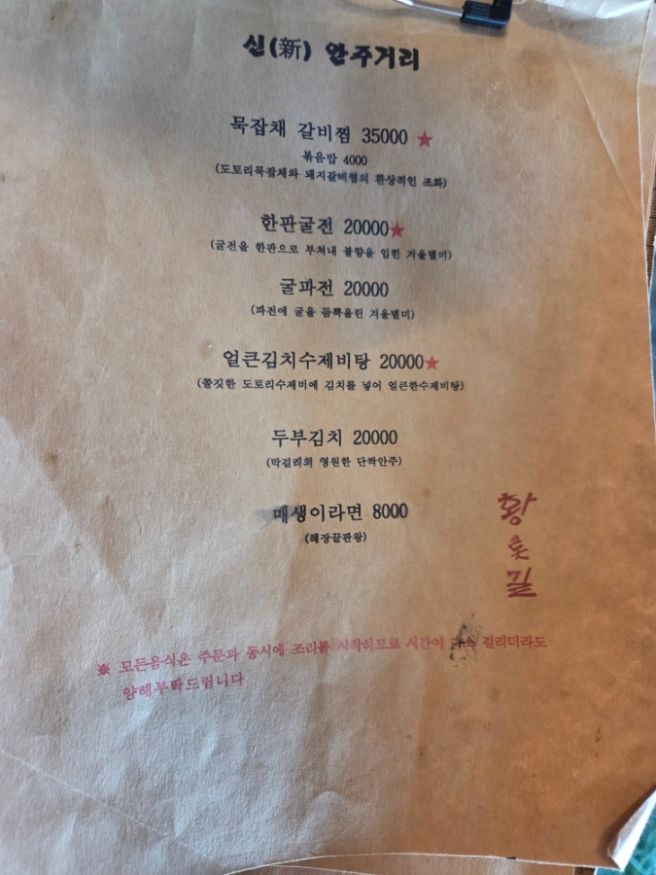 신(新) 안주거리
묵잡채 갈비찜 35000 ★
볶음밥 4000
(도토리묵잡채와 돼지갈비찜의 환상적인 조화)
한판굴전 20000★
(굴전을 한판으로 부쳐내 불향을 입힌 겨울별미)
굴파전 20000
(파전에 굴을 듬뿍올린 겨울별미)
얼큰김치수제비탕 20000★
(쫄깃한 도토리수제비에 김치를 넣어 얼큰한수제비탕)
두부김치 20000
(막걸리의 영원한 단짝안주)
매생이라면 8000
(해장끝판왕)
※ 모든음식은 주문과 동시에 조리를 시작하므로 시간이 다소 걸리더라도
양해부탁드립니다